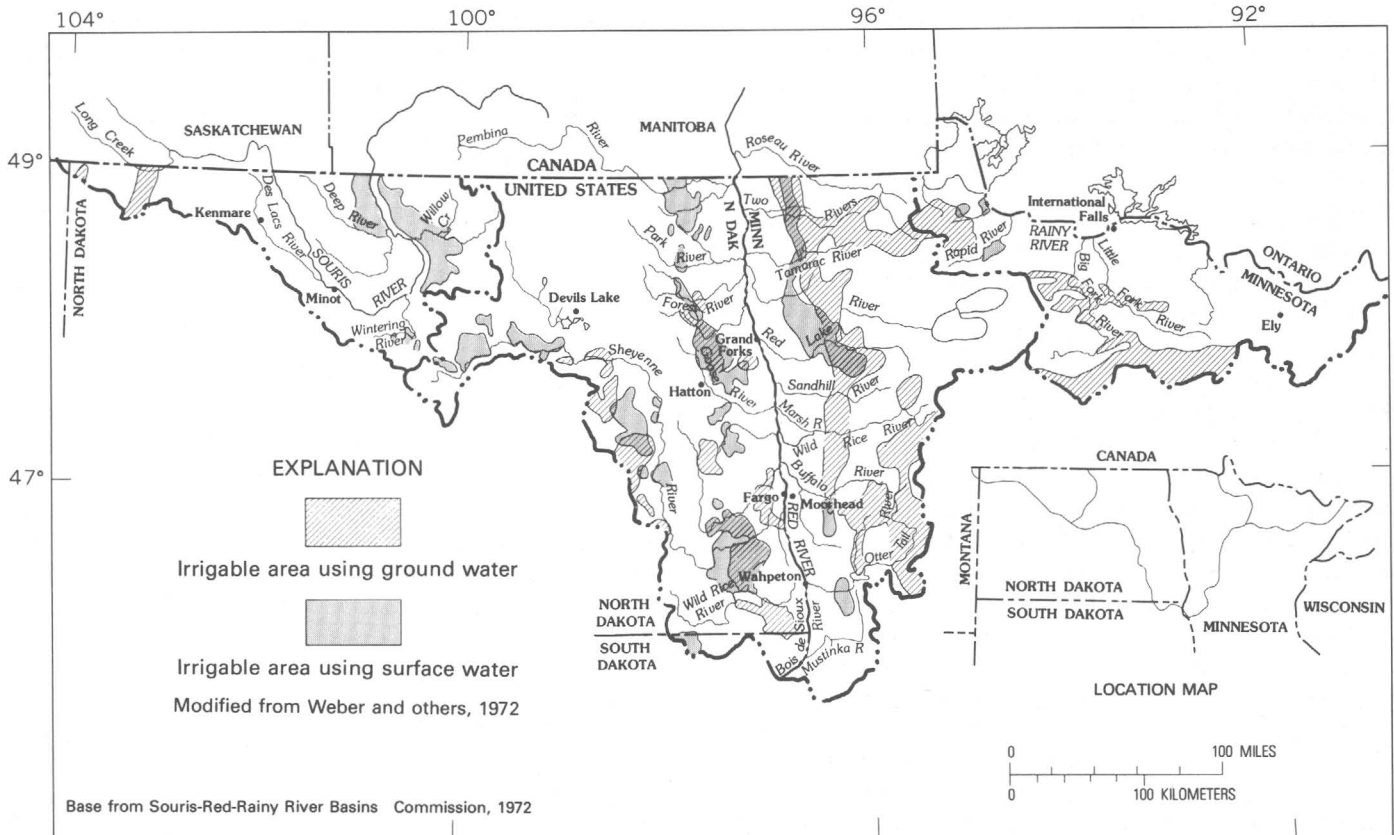 104°
100°
96°
92°
49°
47°
Long Creek
SASKATCHEWAN
Pembina
River
MANITOBA
Roseau River
CANADA
UNITED STATES
NORTH DAKOTA
Kenmare
Des Lacs
River
Deep
River
Willow
Cr
SOURIS
RIVER
Minot
Wintering
River
Devils Lake
Park
River
Forest
River
N DAK
MINN
Two
Rivers
Tamarac River
Rapid River
International
Falls
RAINY
RIVER
Little
Fork
Big
Fork
River
ONTARIO
MINNESOTA
Ely
Grand
Forks
Goose
River
Red
Lake
River
Sheyenne
River
Hatton
Sandhill
River
Marsh R
Wild
Rice
River
Buffalo
River
Fargo
Moorhead
RED
RIVER
Otter Tail
River
Wahpeton
Wild Rice
River
NORTH
DAKOTA
SOUTH
DAKOTA
Bois de Sioux
River
Mustinka R
EXPLANATION
Irrigable area using ground water
Irrigable area using surface water
Modified from Weber and others, 1972
CANADA
MONTANA
NORTH DAKOTA
SOUTH DAKOTA
MINNESOTA
WISCONSIN
LOCATION MAP
0 100 MILES
0 100 KILOMETERS
Base from Souris-Red-Rainy River Basins Commission, 1972